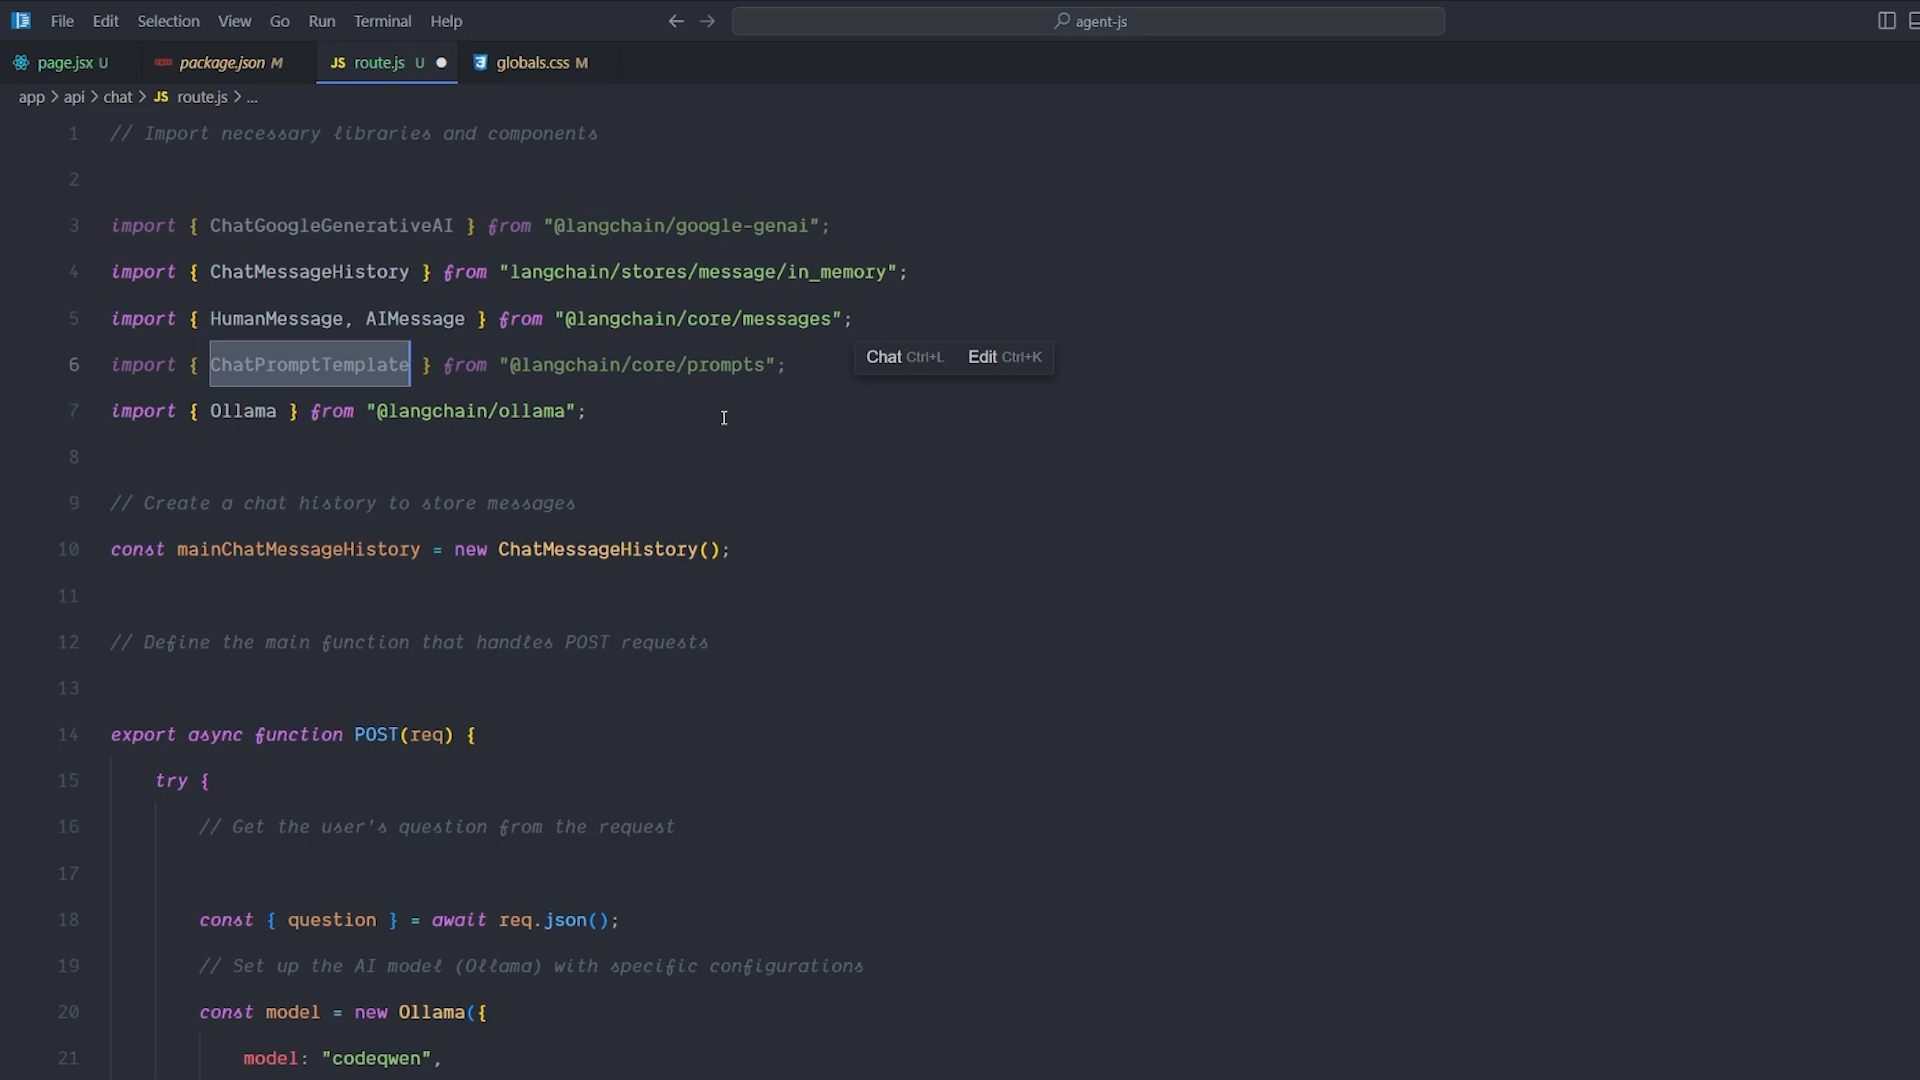 File Edit Selection View Go Run Terminal Help
agent-js
page.jsx U
package.json M
JS route.js U
globals.css M
app > api > chat > JS route.js > ...
1 // Import necessary libraries and components
2
3 import { ChatGoogleGenerativeAI } from "@langchain/google-genai";
4 import { ChatMessageHistory } from "langchain/stores/message/in_memory";
5 import { HumanMessage, AIMessage } from "@langchain/core/messages";
6 import { ChatPromptTemplate } from "@langchain/core/prompts";
Chat Ctrl+L Edit Ctrl+K
7 import { Ollama } from "@langchain/ollama";
8
9 // Create a chat history to store messages
10 const mainChatMessageHistory = new ChatMessageHistory();
11
12 // Define the main function that handles POST requests
13
14 export async function POST(req) {
15 try {
16 // Get the user's question from the request
17
18 const { question } = await req.json();
19 // Set up the AI model (Ollama) with specific configurations
20 const model = new Ollama({
21 model: "codeqwen",